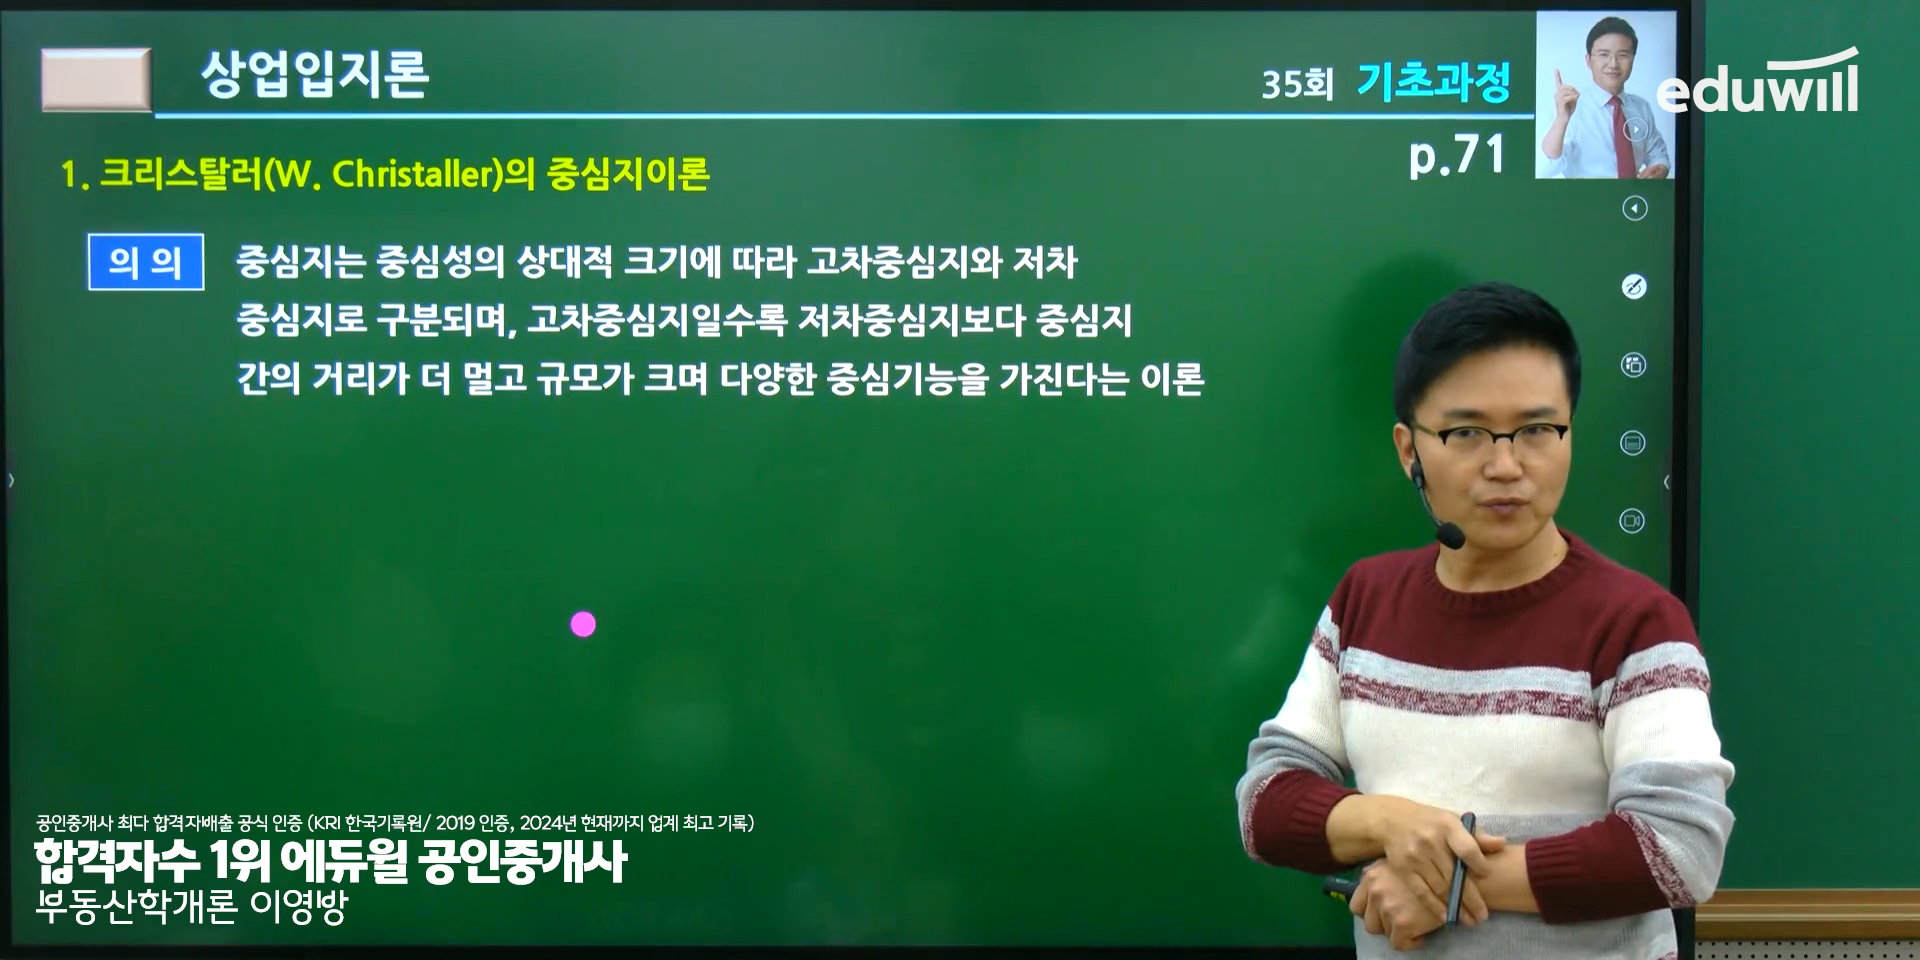 상업입지론
35회 기초과정
eduwill
p.71
1. 크리스탈러(W. Christaller)의 중심지이론
의 의
중심지는 중심성의 상대적 크기에 따라 고차중심지와 저차
중심지로 구분되며, 고차중심지일수록 저차중심지보다 중심지
간의 거리가 더 멀고 규모가 크며 다양한 중심기능을 가진다는 이론
공인중개사 최다 합격자배출 공식 인증 (KRI 한국기록원/ 2019 인증, 2024년 현재까지 업계 최고 기록)
합격자수 1위 에듀윌 공인중개사
부동산학개론 이영방